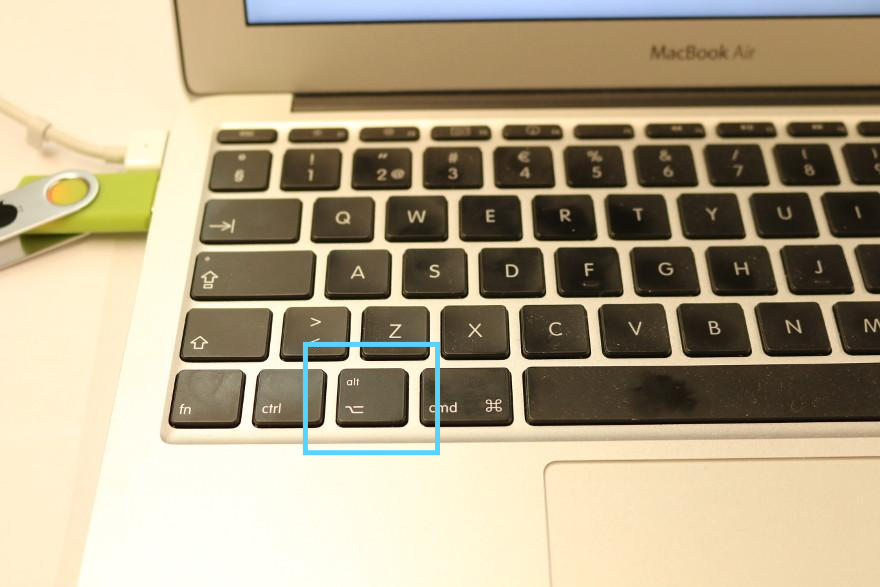 MacBook Air
° ! “ # € % & / (
§ 1 2 @ 3 4 5 6 7 8
→| Q W E R T Y U I
A S D F G H J
⇧ > Z X C V B N M
<
fn ctrl alt ⌥ cmd ⌘